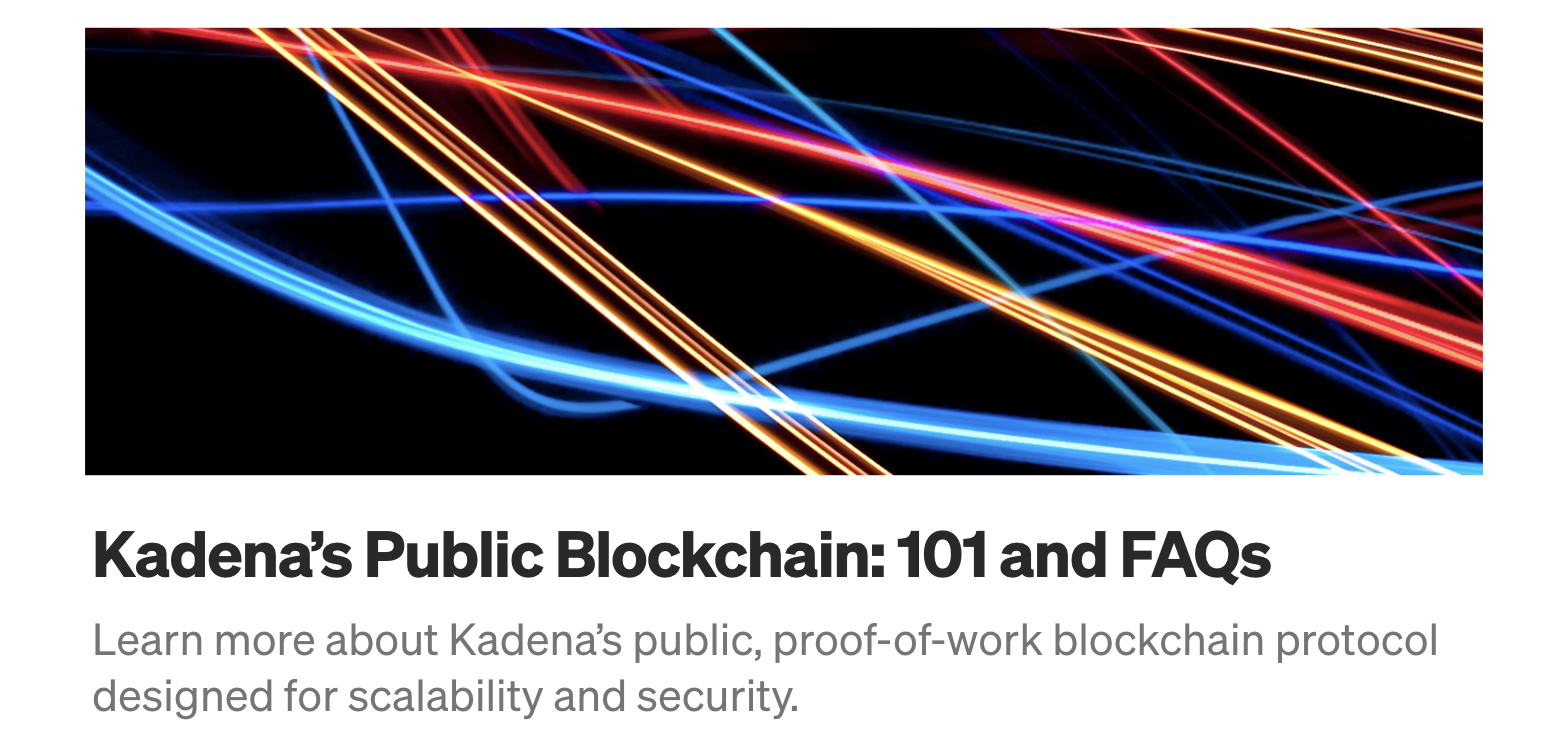 Kadena’s Public Blockchain: 101 and FAQs
Learn more about Kadena’s public, proof-of-work blockchain protocol
designed for scalability and security.